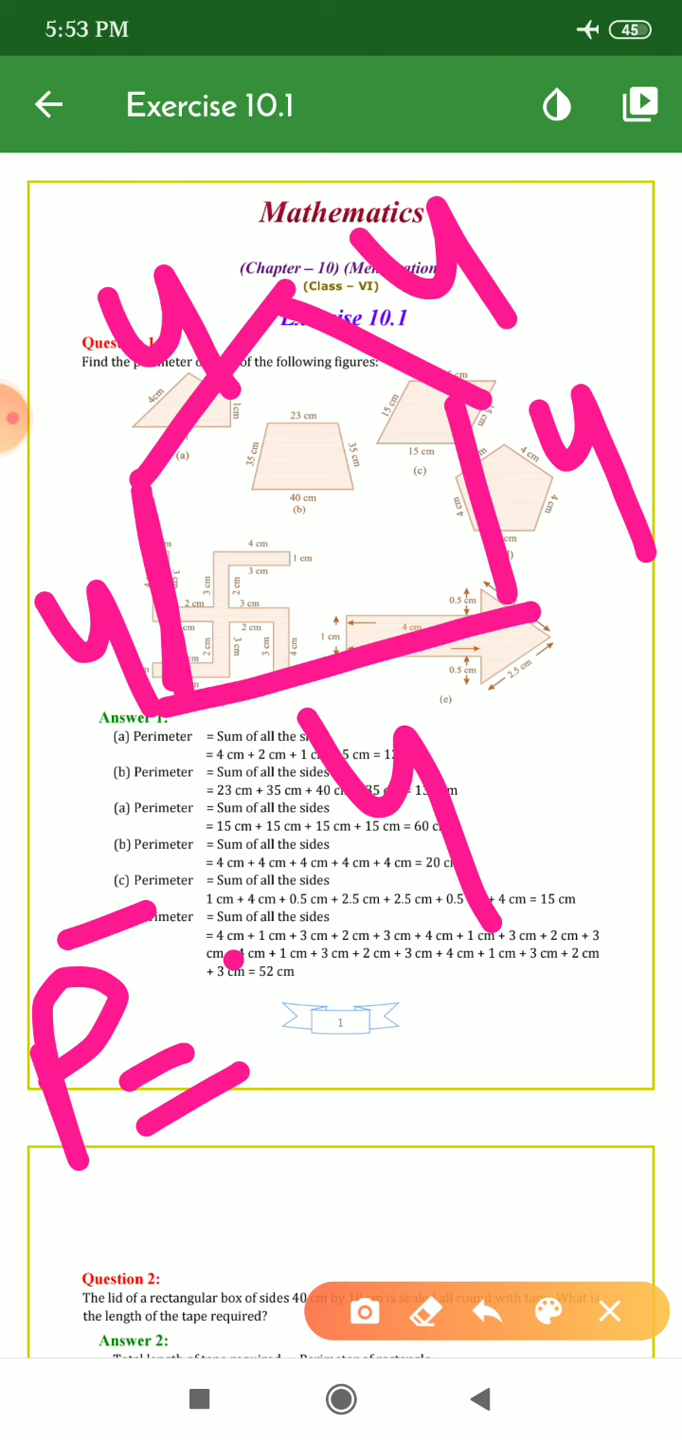 5:53 PM
45
Exercise 10.1
Mathematics
(Chapter – 10)
(Class – VI)
10.1
Find the of the following figures:
4cm
1cm
(a)
23 cm
35 cm
35 cm
40 cm
(b)
15 cm
15 cm
(c)
4 cm
4 cm
4 cm
4 cm
1 cm
3 cm
3 cm
2 cm
3 cm
2 cm
3 cm
2 cm
2 cm
3 cm
3 cm
4 cm
1 cm
4 cm
0.5 cm
0.5 cm
2.5 cm
(e)
y
y
y
y
y
Answer 1:
(a) Perimeter = Sum of all the
= 4 cm + 2 cm + 1 5 cm =
(b) Perimeter = Sum of all the sides
= 23 cm + 35 cm + 40
(a) Perimeter = Sum of all the sides
= 15 cm + 15 cm + 15 cm + 15 cm = 60
(b) Perimeter = Sum of all the sides
= 4 cm + 4 cm + 4 cm + 4 cm + 4 cm = 20
(c) Perimeter = Sum of all the sides
1 cm + 4 cm + 0.5 cm + 2.5 cm + 2.5 cm + 0.5 + 4 cm = 15 cm
= Sum of all the sides
= 4 cm + 1 cm + 3 cm + 2 cm + 3 cm + 4 cm + 1 cm + 3 cm + 2 cm + 3
cm cm + 1 cm + 3 cm + 2 cm + 3 cm + 4 cm + 1 cm + 3 cm + 2 cm
+ 3 cm = 52 cm
P =
1
Question 2:
The lid of a rectangular box of sides 40 cm by cm is sealed all round with tape. What is
the length of the tape required?
Answer 2: